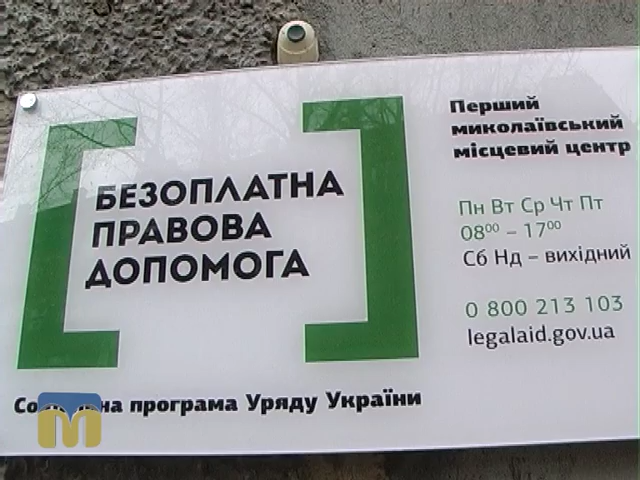 БЕЗОПЛАТНА
ПРАВОВА
ДОПОМОГА
Перший
миколаївський
місцевий центр
Пн Вт Ср Чт Пт
08⁰⁰ – 17⁰⁰
Сб Нд – вихідний
0 800 213 103
legalaid.gov.ua
програма Уряду України